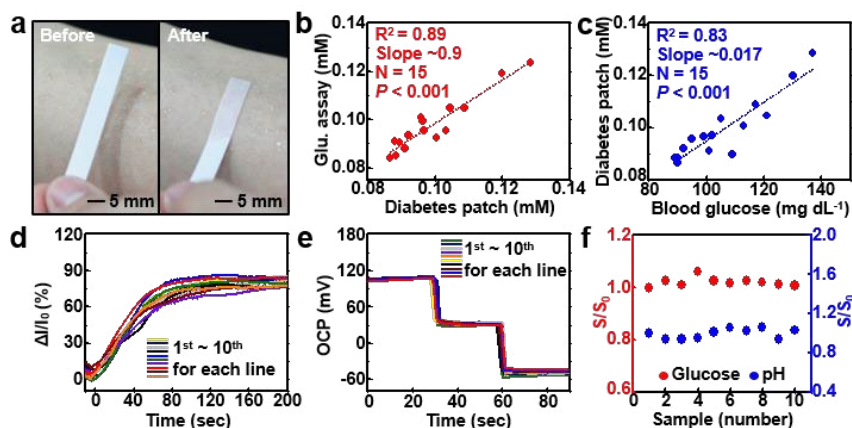 a
Before
After
5 mm
5 mm
b
R² = 0.89
Slope ~0.9
N = 15
P < 0.001
Glu. assay (mM)
0.14
0.12
0.10
0.08
0.08
0.10
0.12
0.14
Diabetes patch (mM)
c
R² = 0.83
Slope ~0.017
N = 15
P < 0.001
Diabetes patch (mM)
0.14
0.12
0.10
0.08
80
100
120
140
Blood glucose (mg dL⁻¹)
d
ΔI/I₀ (%)
120
90
60
30
0
1ˢᵗ ~ 10ᵗʰ
for each line
0
40
80
120
160
200
Time (sec)
e
OCP (mV)
180
120
60
0
-60
1ˢᵗ ~ 10ᵗʰ
for each line
0
20
40
60
80
Time (sec)
f
S/S₀
1.2
1.0
0.8
0.6
2.0
1.6
1.2
0.8
0.4
S/S₀
Glucose
pH
0
2
4
6
8
10
Sample (number)